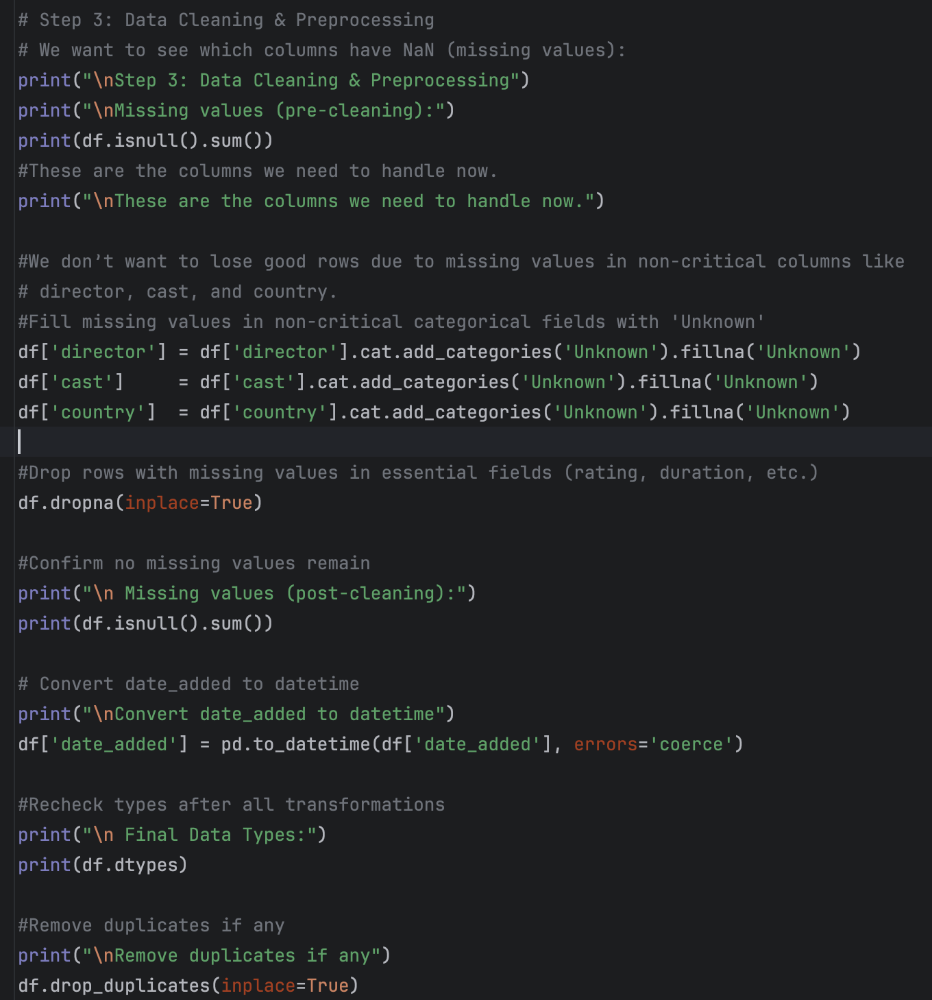 # Step 3: Data Cleaning & Preprocessing
# We want to see which columns have NaN (missing values):
print("\nStep 3: Data Cleaning & Preprocessing")
print("\nMissing values (pre-cleaning):")
print(df.isnull().sum())
#These are the columns we need to handle now.
print("\nThese are the columns we need to handle now.")

#We don’t want to lose good rows due to missing values in non-critical columns like
# director, cast, and country.
#Fill missing values in non-critical categorical fields with 'Unknown'
df['director'] = df['director'].cat.add_categories('Unknown').fillna('Unknown')
df['cast']     = df['cast'].cat.add_categories('Unknown').fillna('Unknown')
df['country']  = df['country'].cat.add_categories('Unknown').fillna('Unknown')

#Drop rows with missing values in essential fields (rating, duration, etc.)
df.dropna(inplace=True)

#Confirm no missing values remain
print("\n Missing values (post-cleaning):")
print(df.isnull().sum())

# Convert date_added to datetime
print("\nConvert date_added to datetime")
df['date_added'] = pd.to_datetime(df['date_added'], errors='coerce')

#Recheck types after all transformations
print("\n Final Data Types:")
print(df.dtypes)

#Remove duplicates if any
print("\nRemove duplicates if any")
df.drop_duplicates(inplace=True)